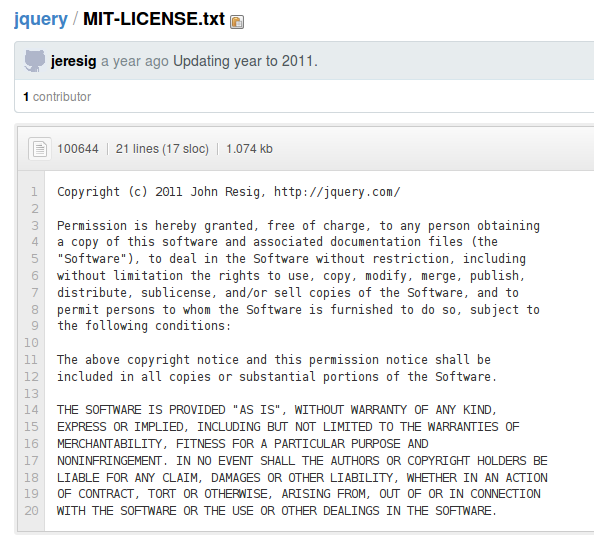 jquery / MIT-LICENSE.txt
jeresig a year ago Updating year to 2011.
1 contributor
100644 | 21 lines (17 sloc) | 1.074 kb
1 Copyright (c) 2011 John Resig, http://jquery.com/
2
3 Permission is hereby granted, free of charge, to any person obtaining
4 a copy of this software and associated documentation files (the
5 "Software"), to deal in the Software without restriction, including
6 without limitation the rights to use, copy, modify, merge, publish,
7 distribute, sublicense, and/or sell copies of the Software, and to
8 permit persons to whom the Software is furnished to do so, subject to
9 the following conditions:
10
11 The above copyright notice and this permission notice shall be
12 included in all copies or substantial portions of the Software.
13
14 THE SOFTWARE IS PROVIDED "AS IS", WITHOUT WARRANTY OF ANY KIND,
15 EXPRESS OR IMPLIED, INCLUDING BUT NOT LIMITED TO THE WARRANTIES OF
16 MERCHANTABILITY, FITNESS FOR A PARTICULAR PURPOSE AND
17 NONINFRINGEMENT. IN NO EVENT SHALL THE AUTHORS OR COPYRIGHT HOLDERS BE
18 LIABLE FOR ANY CLAIM, DAMAGES OR OTHER LIABILITY, WHETHER IN AN ACTION
19 OF CONTRACT, TORT OR OTHERWISE, ARISING FROM, OUT OF OR IN CONNECTION
20 WITH THE SOFTWARE OR THE USE OR OTHER DEALINGS IN THE SOFTWARE.